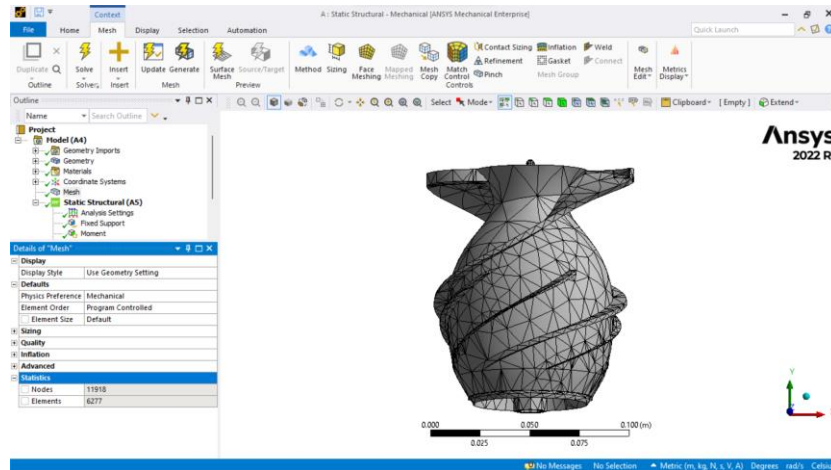 Context
A : Static Structural - Mechanical [ANSYS Mechanical Enterprise]
File Home Mesh Display Selection Automation
Quick Launch
Duplicate
Outline
Solve
Solvers
Insert
Insert
Update Generate
Mesh
Surface Mesh Source/Target
Preview
Method Sizing Face Meshing Mapped Meshing Mesh Copy Match Control
Contact Sizing Inflation Weld
Refinement Gasket Connect
Pinch Mesh Group
Controls
Mesh Edit
Metrics Display
Outline
Name Search Outline
Select Mode Clipboard [Empty] Extend
Project
Model (A4)
Geometry Imports
Geometry
Materials
Coordinate Systems
Mesh
Static Structural (A5)
Analysis Settings
Fixed Support
Moment
Details of "Mesh"
Display
Display Style Use Geometry Setting
Defaults
Physics Preference Mechanical
Element Order Program Controlled
Element Size Default
Sizing
Quality
Inflation
Advanced
Statistics
Nodes 11918
Elements 6277
Ansys
2022 R
Y
0.000 0.050 0.100 (m)
0.025 0.075
No Messages No Selection Metric (m, kg, N, s, V, A) Degrees rad/s Celsiu